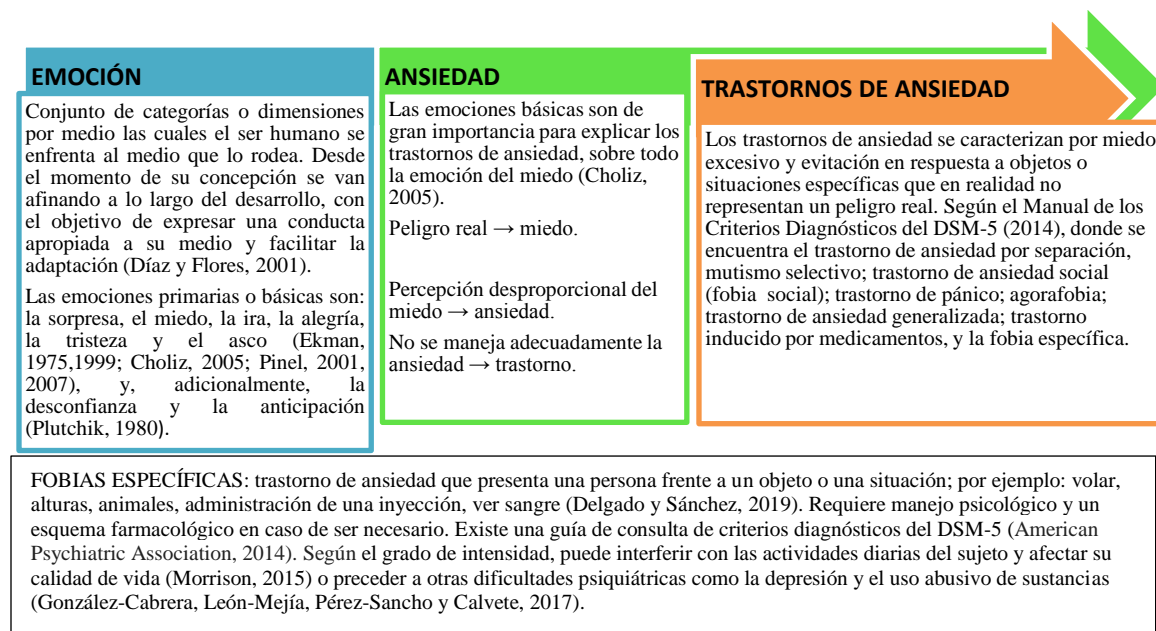 EMOCIÓN
Conjunto de categorías o dimensiones
por medio las cuales el ser humano se
enfrenta al medio que lo rodea. Desde
el momento de su concepción se van
afinando a lo largo del desarrollo, con
el objetivo de expresar una conducta
apropiada a su medio y facilitar la
adaptación (Díaz y Flores, 2001).
Las emociones primarias o básicas son:
la sorpresa, el miedo, la ira, la alegría,
la tristeza y el asco (Ekman,
1975,1999; Choliz, 2005; Pinel, 2001,
2007), y, adicionalmente, la
desconfianza y la anticipación
(Plutchik, 1980).
ANSIEDAD
Las emociones básicas son de
gran importancia para explicar los
trastornos de ansiedad, sobre todo
la emoción del miedo (Choliz,
2005).
Peligro real → miedo.
Percepción desproporcional del
miedo → ansiedad.
No se maneja adecuadamente la
ansiedad → trastorno.
TRASTORNOS DE ANSIEDAD
Los trastornos de ansiedad se caracterizan por miedo
excesivo y evitación en respuesta a objetos o
situaciones específicas que en realidad no
representan un peligro real. Según el Manual de los
Criterios Diagnósticos del DSM-5 (2014), donde se
encuentra el trastorno de ansiedad por separación,
mutismo selectivo; trastorno de ansiedad social
(fobia social); trastorno de pánico; agorafobia;
trastorno de ansiedad generalizada; trastorno
inducido por medicamentos, y la fobia específica.
FOBIAS ESPECÍFICAS: trastorno de ansiedad que presenta una persona frente a un objeto o una situación; por ejemplo: volar,
alturas, animales, administración de una inyección, ver sangre (Delgado y Sánchez, 2019). Requiere manejo psicológico y un
esquema farmacológico en caso de ser necesario. Existe una guía de consulta de criterios diagnósticos del DSM-5 (American
Psychiatric Association, 2014). Según el grado de intensidad, puede interferir con las actividades diarias del sujeto y afectar su
calidad de vida (Morrison, 2015) o preceder a otras dificultades psiquiátricas como la depresión y el uso abusivo de sustancias
(González-Cabrera, León-Mejía, Pérez-Sancho y Calvete, 2017).